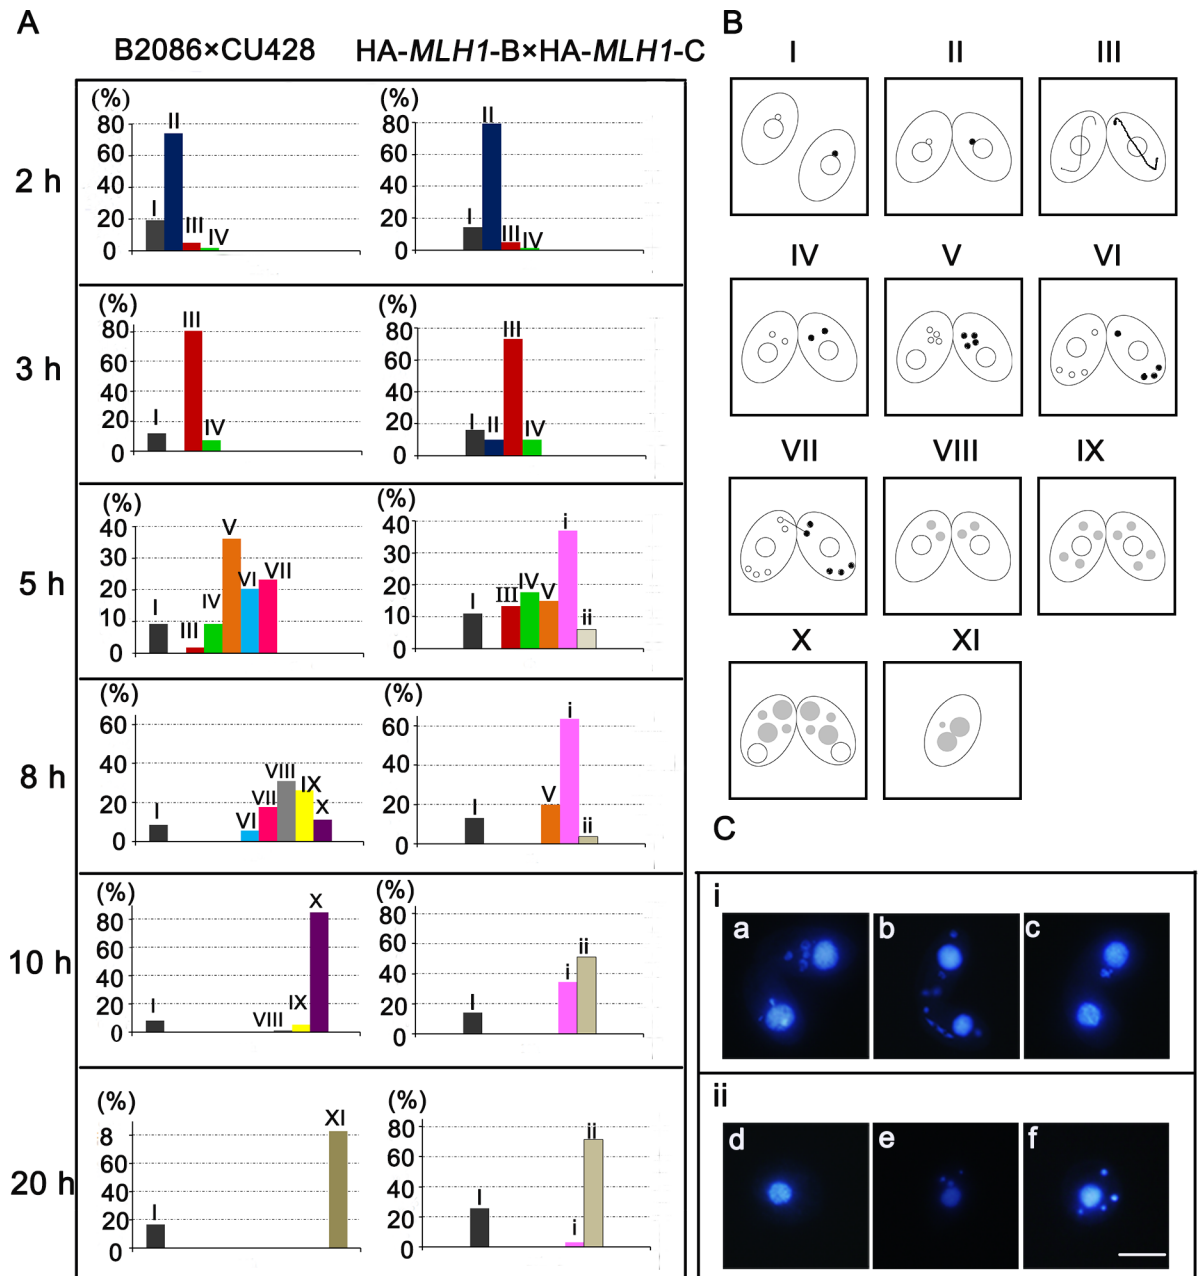 A
B2086×CU428
HA-MLH1-B×HA-MLH1-C
2 h
(%)
80
60
40
20
0
I
II
III
IV
(%)
80
60
40
20
0
I
II
III
IV
3 h
(%)
80
60
40
20
0
I
III
IV
(%)
80
60
40
20
0
I
II
III
IV
5 h
(%)
40
30
20
10
0
I
III
IV
V
VI
VII
(%)
40
30
20
10
0
I
III
IV
V
i
ii
8 h
(%)
60
40
20
0
I
VI
VII
VIII
IX
X
(%)
60
40
20
0
I
V
i
ii
10 h
(%)
80
60
40
20
0
I
VIII
IX
X
(%)
80
60
40
20
0
I
i
ii
20 h
(%)
8
60
40
20
0
I
XI
(%)
80
60
40
20
0
I
i
ii
B
I
II
III
IV
V
VI
VII
VIII
IX
X
XI
C
i
a
b
c
ii
d
e
f